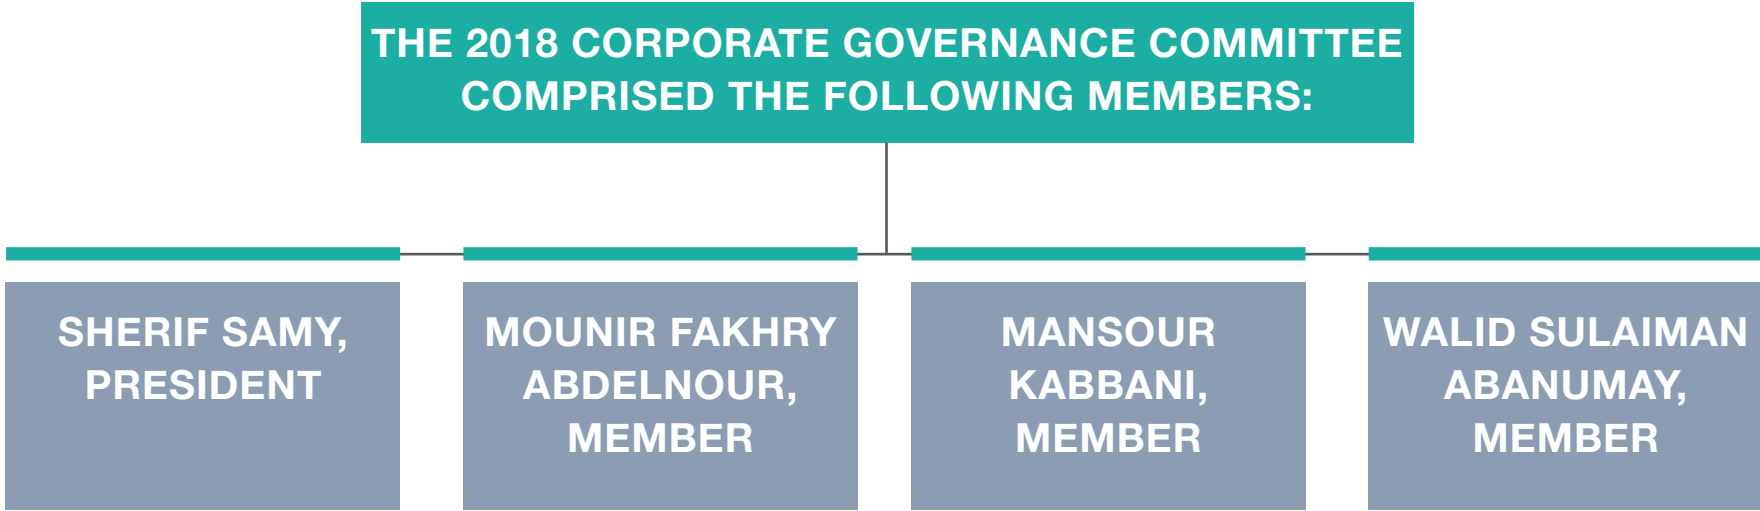 THE 2018 CORPORATE GOVERNANCE COMMITTEE
COMPRISED THE FOLLOWING MEMBERS:
SHERIF SAMY,
PRESIDENT
MOUNIR FAKHRY
ABDELNOUR,
MEMBER
MANSOUR
KABBANI,
MEMBER
WALID SULAIMAN
ABANUMAY,
MEMBER